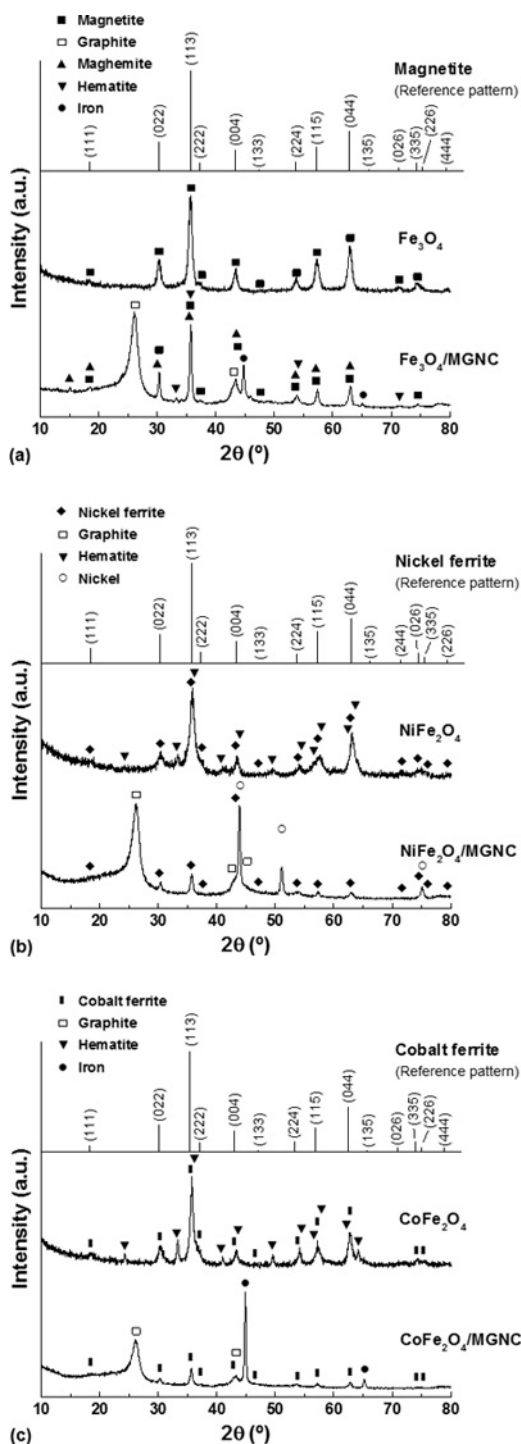 Magnetite
Graphite
Maghemite
Hematite
Iron
Magnetite
(Reference pattern)
(111)
(022)
(113)
(222)
(004)
(133)
(224)
(115)
(044)
(135)
(026)
(335)
(226)
(444)
Intensity (a.u.)
Fe3O4
Fe3O4/MGNC
10 20 30 40 50 60 70 80
2θ (º)
(a)
Nickel ferrite
Graphite
Hematite
Nickel
Nickel ferrite
(Reference pattern)
(111)
(022)
(113)
(222)
(004)
(133)
(224)
(115)
(044)
(135)
(244)
(026)
(335)
(226)
Intensity (a.u.)
NiFe2O4
NiFe2O4/MGNC
10 20 30 40 50 60 70 80
2θ (º)
(b)
Cobalt ferrite
Graphite
Hematite
Iron
Cobalt ferrite
(Reference pattern)
(111)
(022)
(113)
(222)
(004)
(133)
(224)
(115)
(044)
(135)
(026)
(335)
(226)
(444)
Intensity (a.u.)
CoFe2O4
CoFe2O4/MGNC
10 20 30 40 50 60 70 80
2θ (º)
(c)